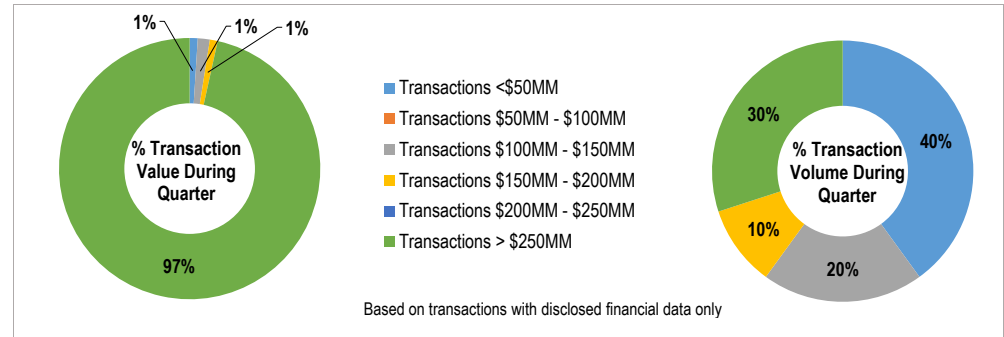 1%
1%
1%
% Transaction
Value During
Quarter
97%
Transactions <$50MM
Transactions $50MM - $100MM
Transactions $100MM - $150MM
Transactions $150MM - $200MM
Transactions $200MM - $250MM
Transactions > $250MM
30%
40%
% Transaction
Volume During
Quarter
10%
20%
Based on transactions with disclosed financial data only